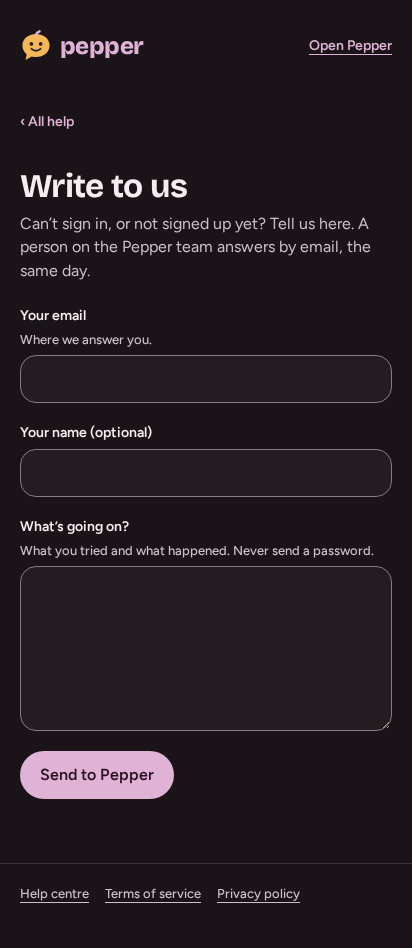 pepper
Open Pepper
‹ All help
Write to us
Can’t sign in, or not signed up yet? Tell us here. A
person on the Pepper team answers by email, the
same day.
Your email
Where we answer you.
Your name (optional)
What’s going on?
What you tried and what happened. Never send a password.
Send to Pepper
Help centre
Terms of service
Privacy policy